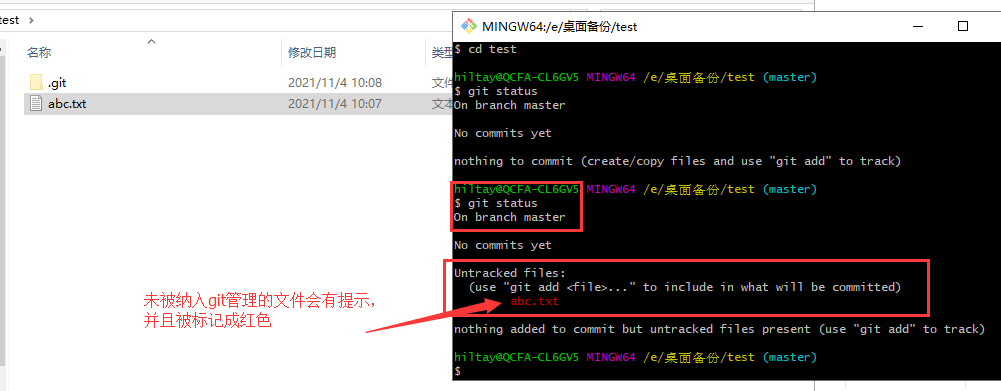 test
名称
修改日期
类型
.git
2021/11/4 10:08
文件
abc.txt
2021/11/4 10:07
文本
MINGW64:/e/桌面备份/test
$ cd test
hiltay@QCFA-CL6GV5 MINGW64 /e/桌面备份/test (master)
$ git status
On branch master
No commits yet
nothing to commit (create/copy files and use "git add" to track)
hiltay@QCFA-CL6GV5 MINGW64 /e/桌面备份/test (master)
$ git status
On branch master
No commits yet
Untracked files:
(use "git add <file>..." to include in what will be committed)
abc.txt
nothing added to commit but untracked files present (use "git add" to track)
hiltay@QCFA-CL6GV5 MINGW64 /e/桌面备份/test (master)
$
未被纳入git管理的文件会有提示，
并且被标记成红色